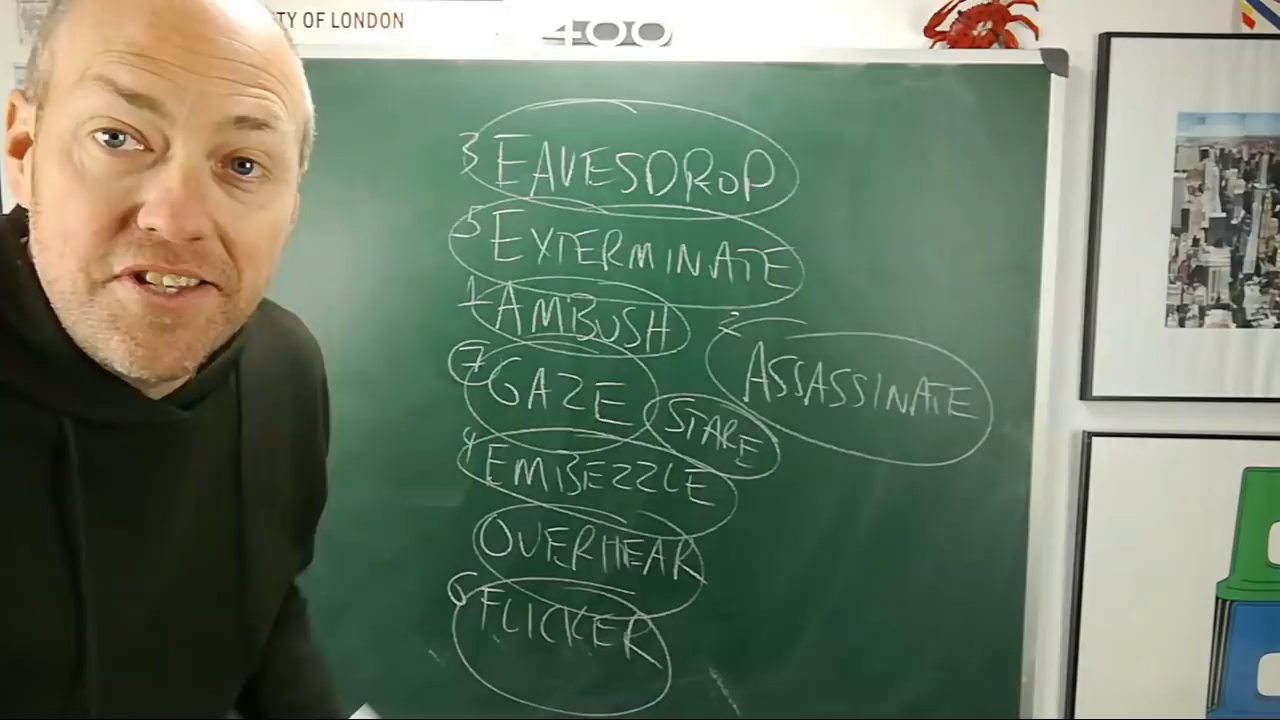 TY OF LONDON
400
3 EAVESDROP
5 EXTERMINATE
1 AMBUSH
2 ASSASSINATE
7 GAZE
STARE
4 EMBEZZLE
OVERHEAR
6 FLICKER